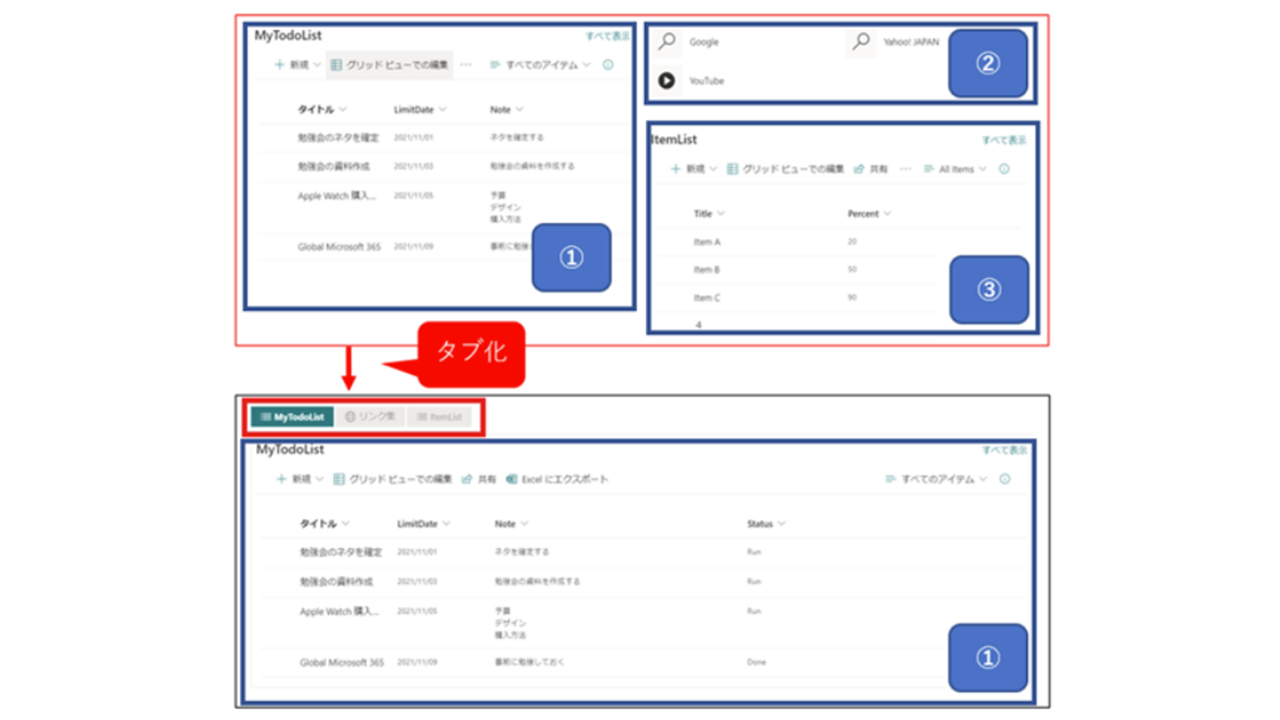 MyTodoList すべて表示
新規 グリッド ビューでの編集 ··· すべてのアイテム
タイトル LimitDate Note
勉強会のネタを確定 2021/11/01 ネタを確定する
勉強会の資料作成 2021/11/03 勉強会の資料を作成する
Apple Watch 購入... 2021/11/05 予算
デザイン
購入方法
Global Microsoft 365 2021/11/09 事前に勉強
①
Google Yahoo! JAPAN
YouTube
②
ItemList すべて表示
新規 グリッド ビューでの編集 共有 ··· All Items
Title Percent
Item A 20
Item B 50
Item C 90
4
③
タブ化
MyTodoList リンク集 ItemList
MyTodoList すべて表示
新規 グリッド ビューでの編集 共有 Excel にエクスポート すべてのアイテム
タイトル LimitDate Note Status
勉強会のネタを確定 2021/11/01 ネタを確定する Run
勉強会の資料作成 2021/11/03 勉強会の資料を作成する Run
Apple Watch 購入... 2021/11/05 予算 Run
デザイン
購入方法
Global Microsoft 365 2021/11/09 事前に勉強しておく Done
①